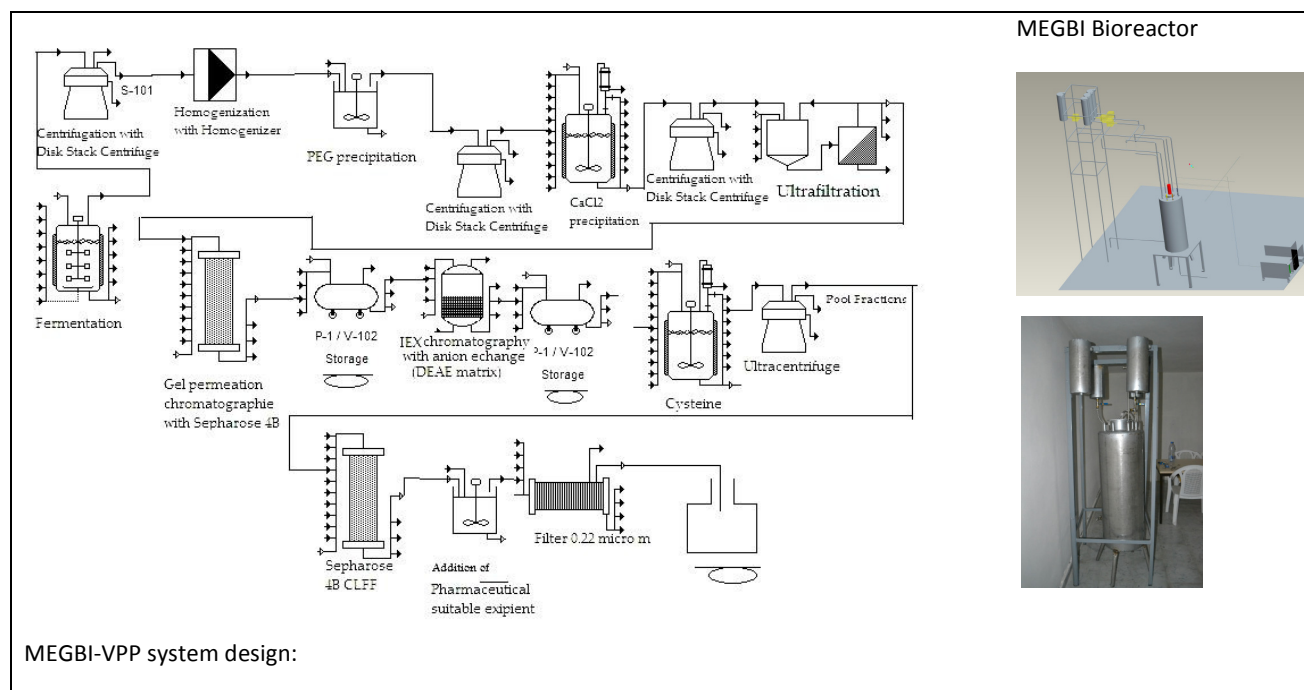 MEGBI Bioreactor
S-101
Centrifugation with
Disk Stack Centrifuge
Homogenization
with Homogenizer
PEG precipitation
Centrifugation with
Disk Stack Centrifuge
CaCl2
precipitation
Centrifugation with
Disk Stack Centrifuge
Ultrafiltration
Fermentation
Gel permeation
chromatographie
with Sepharose 4B
P-1 / V-102
Storage
IEX chromatography
with anion echange
(DEAE matrix)
P-1 / V-102
Storage
Cysteine
Ultracentrifuge
Pool Fractions
Sepharose
4B CLFF
Addition of
Pharmaceutical
suitable exipient
Filter 0.22 micro m
MEGBI-VPP system design: